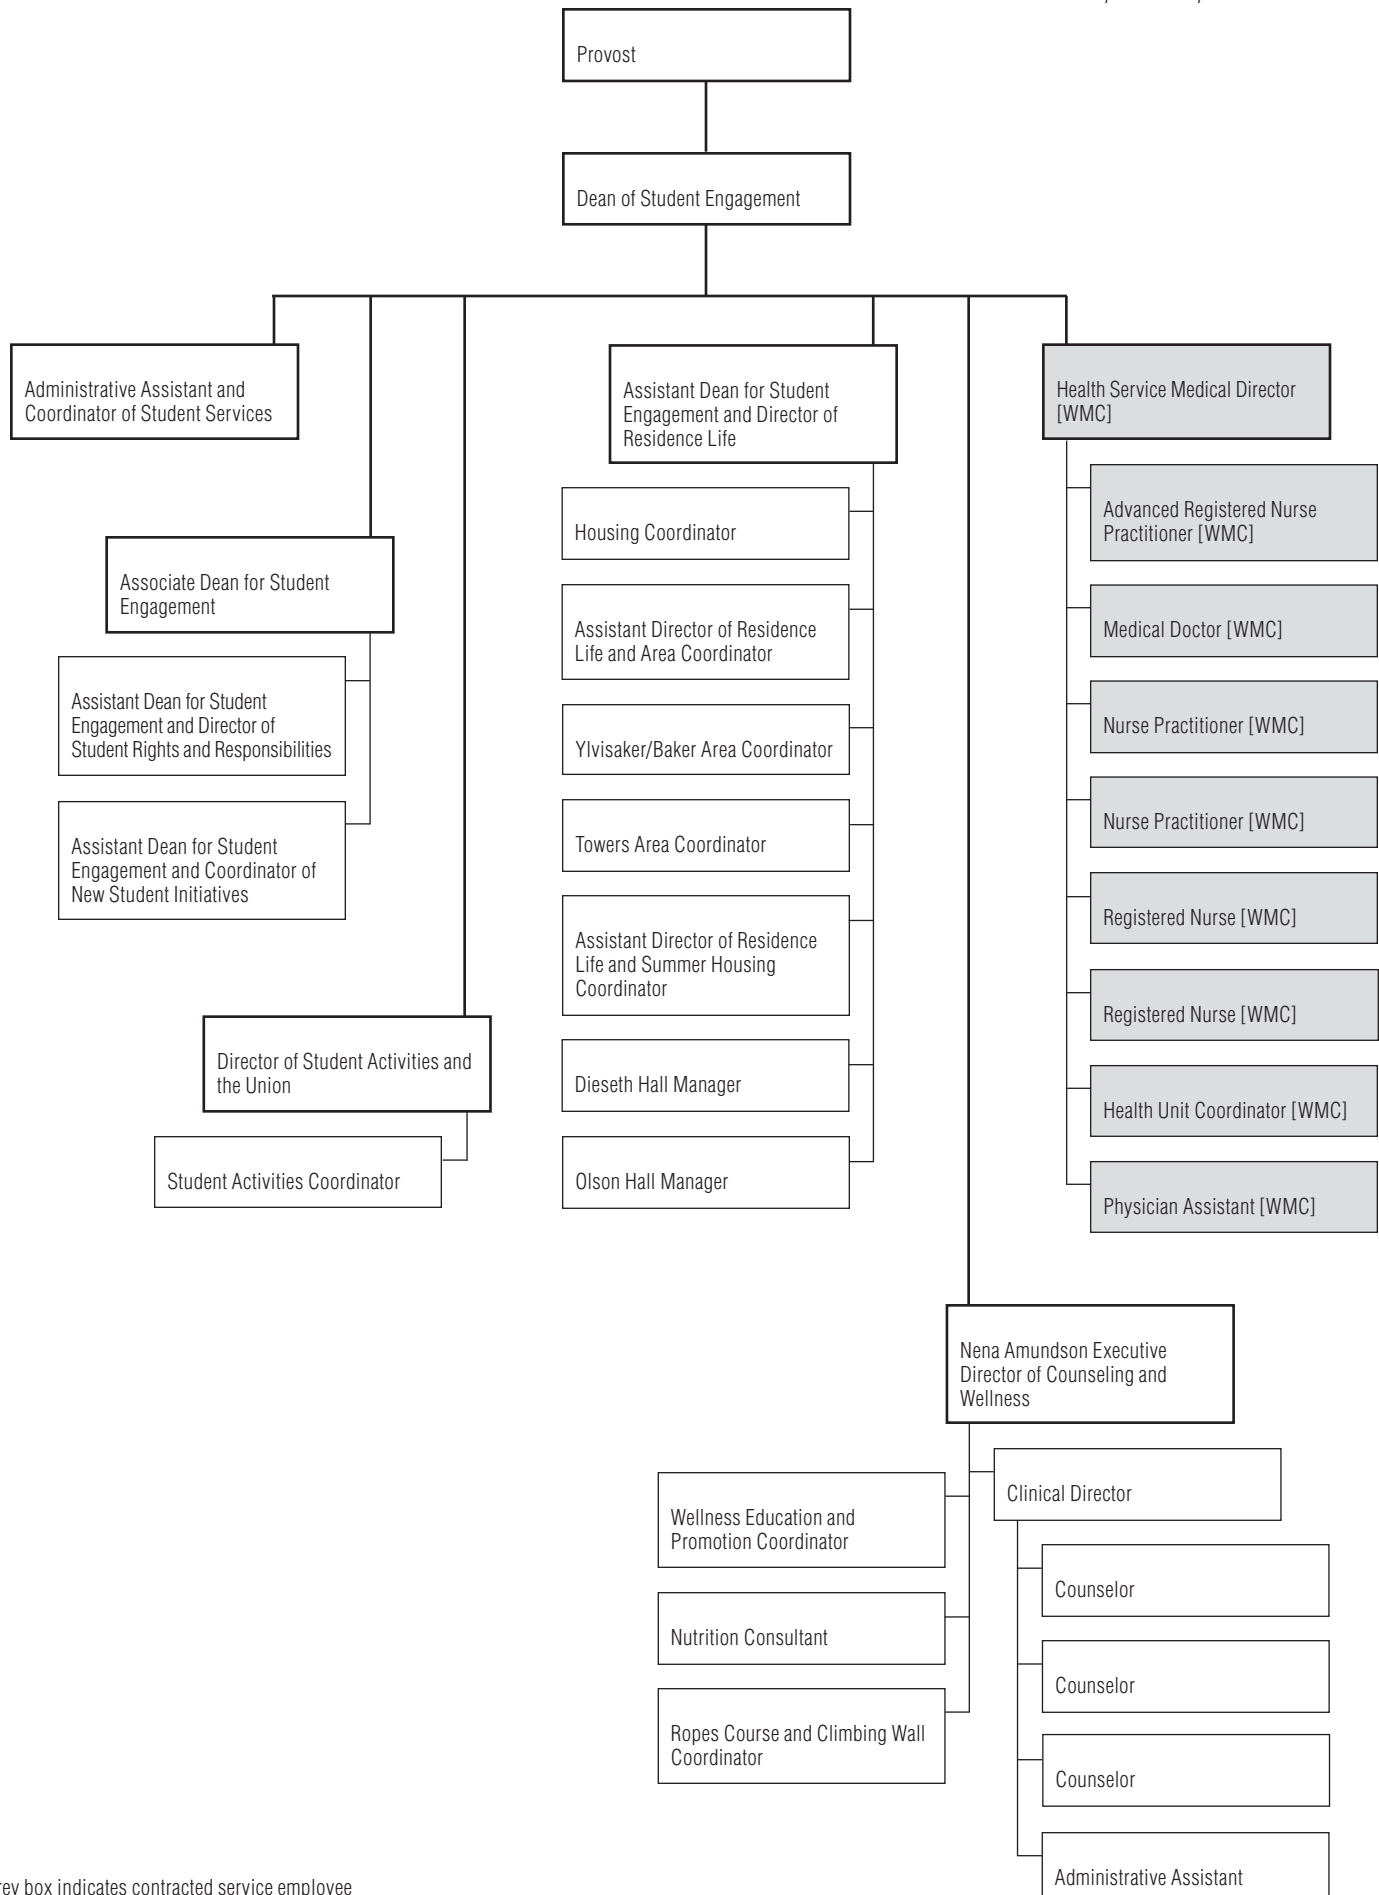 Provost
Dean of Student Engagement
Administrative Assistant and
Coordinator of Student Services
Associate Dean for Student
Engagement
Assistant Dean for Student
Engagement and Director of
Student Rights and Responsibilities
Assistant Dean for Student
Engagement and Coordinator of
New Student Initiatives
Director of Student Activities and
the Union
Student Activities Coordinator
Assistant Dean for Student
Engagement and Director of
Residence Life
Housing Coordinator
Assistant Director of Residence
Life and Area Coordinator
Ylvisaker/Baker Area Coordinator
Towers Area Coordinator
Assistant Director of Residence
Life and Summer Housing
Coordinator
Dieseth Hall Manager
Olson Hall Manager
Health Service Medical Director
[WMC]
Advanced Registered Nurse
Practitioner [WMC]
Medical Doctor [WMC]
Nurse Practitioner [WMC]
Nurse Practitioner [WMC]
Registered Nurse [WMC]
Registered Nurse [WMC]
Health Unit Coordinator [WMC]
Physician Assistant [WMC]
Nena Amundson Executive
Director of Counseling and
Wellness
Wellness Education and
Promotion Coordinator
Nutrition Consultant
Ropes Course and Climbing Wall
Coordinator
Clinical Director
Counselor
Counselor
Counselor
Administrative Assistant
box indicates contracted service employee